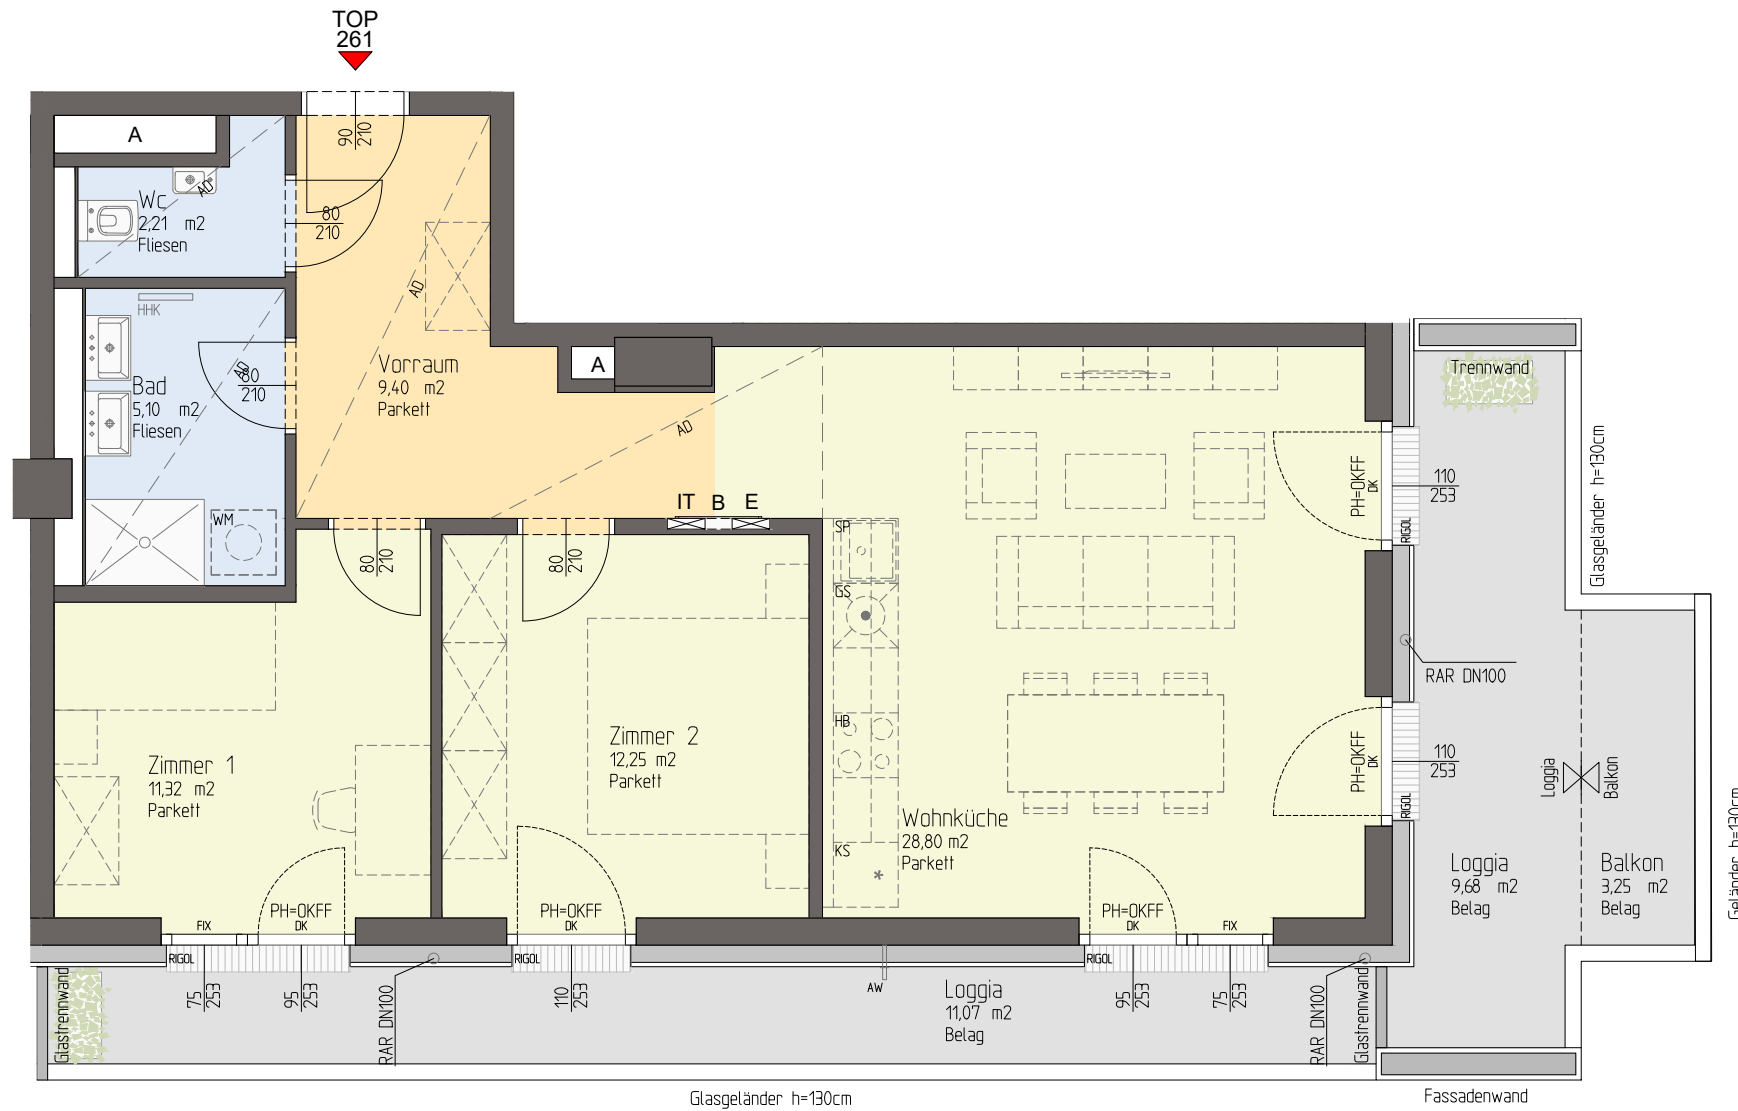 TOP
261
A
90
210
Wc
2,21 m2
Fliesen
AD
80
210
HHK
AD
Bad
5,10 m2
Fliesen
80
210
WM
AD
Vorraum
9,40 m2
Parkett
A
AD
IT
B
E
80
210
80
210
SP
GS
HB
KS
*
Zimmer 1
11,32 m2
Parkett
Zimmer 2
12,25 m2
Parkett
Wohnküche
28,80 m2
Parkett
PH=OKFF
DK
110
253
RIGOL
PH=OKFF
DK
110
253
RIGOL
Trennwand
Glasgeländer h=130cm
RAR DN100
Loggia
Balkon
Loggia
9,68 m2
Belag
Balkon
3,25 m2
Belag
Geländer h=130cm
FIX
PH=OKFF
DK
PH=OKFF
DK
PH=OKFF
DK
FIX
RIGOL
RIGOL
RIGOL
Glastrennwand
75
253
95
253
RAR DN100
110
253
AW
Loggia
11,07 m2
Belag
95
253
75
253
RAR DN100
Glastrennwand
Glasgeländer h=130cm
Fassadenwand